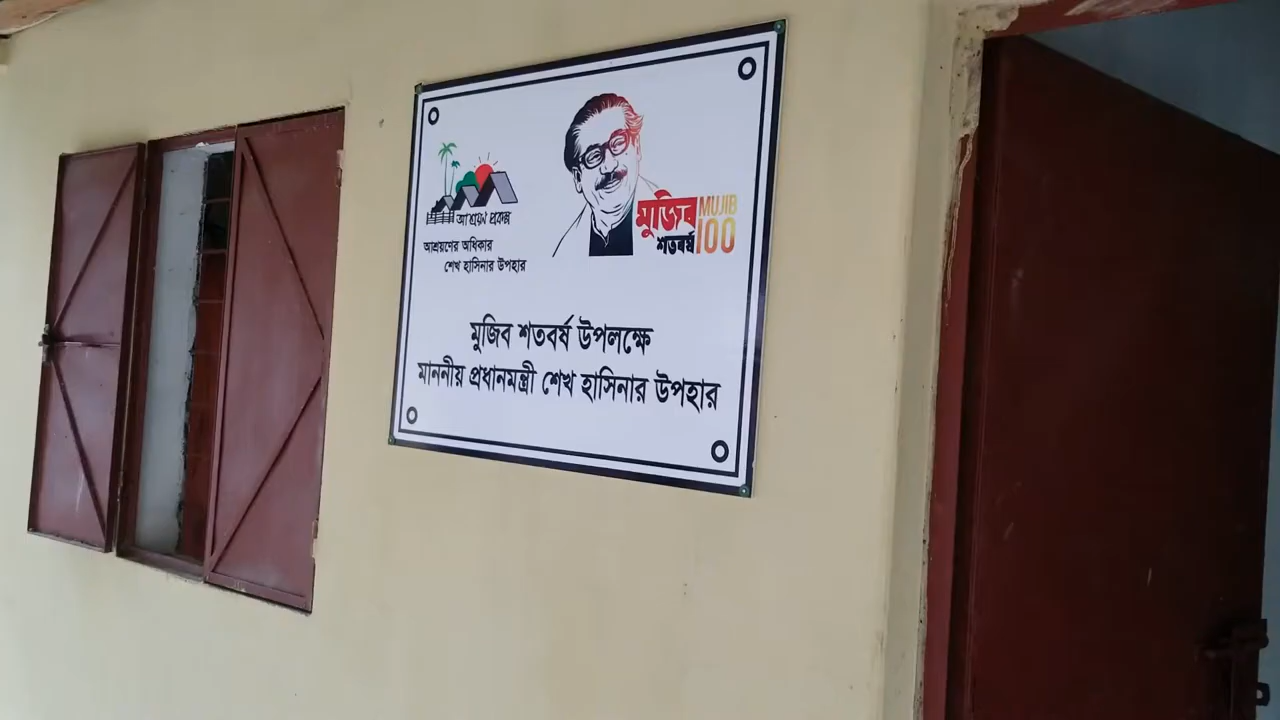 আশ্রয়ণ প্রকল্প
আশ্রয়ণের অধিকার
শেখ হাসিনার উপহার
মুজিব MUJIB
শতবর্ষ 100
মুজিব শতবর্ষ উপলক্ষে
মাননীয় প্রধানমন্ত্রী শেখ হাসিনার উপহার